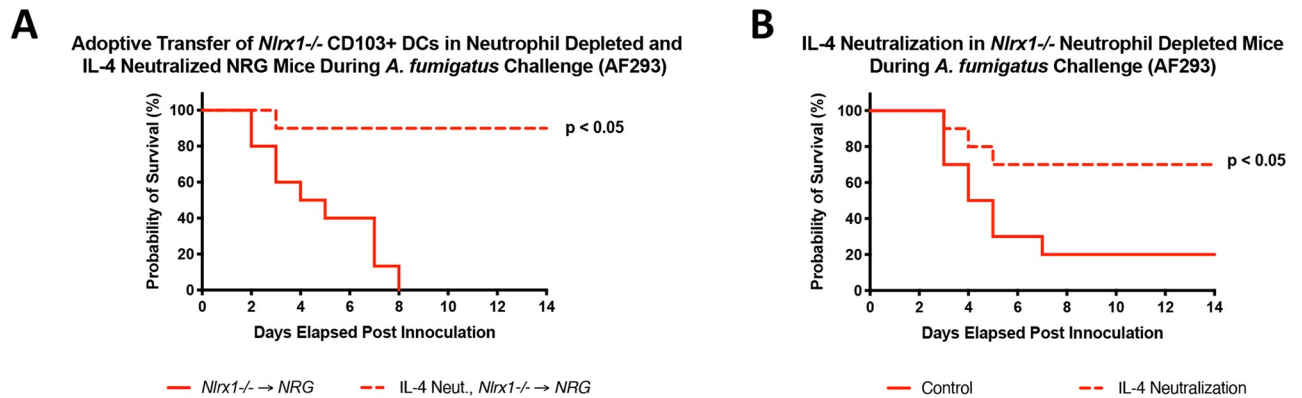 A
Adoptive Transfer of Nlrx1-/- CD103+ DCs in Neutrophil Depleted and
IL-4 Neutralized NRG Mice During A. fumigatus Challenge (AF293)
Probability of Survival (%)
100
80
60
40
20
0
p < 0.05
0 2 4 6 8 10 12 14
Days Elapsed Post Innoculation
Nlrx1-/- → NRG
IL-4 Neut., Nlrx1-/- → NRG
B
IL-4 Neutralization in Nlrx1-/- Neutrophil Depleted Mice
During A. fumigatus Challenge (AF293)
Probability of Survival (%)
100
80
60
40
20
0
p < 0.05
0 2 4 6 8 10 12 14
Days Elapsed Post Innoculation
Control
IL-4 Neutralization